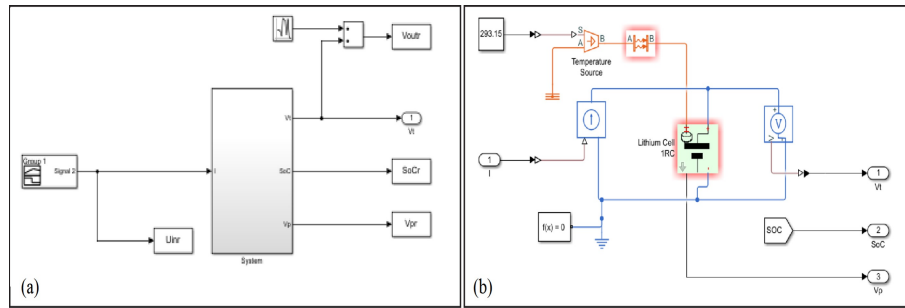 Voutr
Vt
1
Vt
Group 1
Signal 2
I
SoC
SoCr
Vp
Vpr
Uinr
System
(a)
293.15
S
A
B
Temperature
Source
A
B
Lithium Cell
1RC
V
1
I
1
Vt
f(x) = 0
SOC
2
SoC
3
Vp
(b)